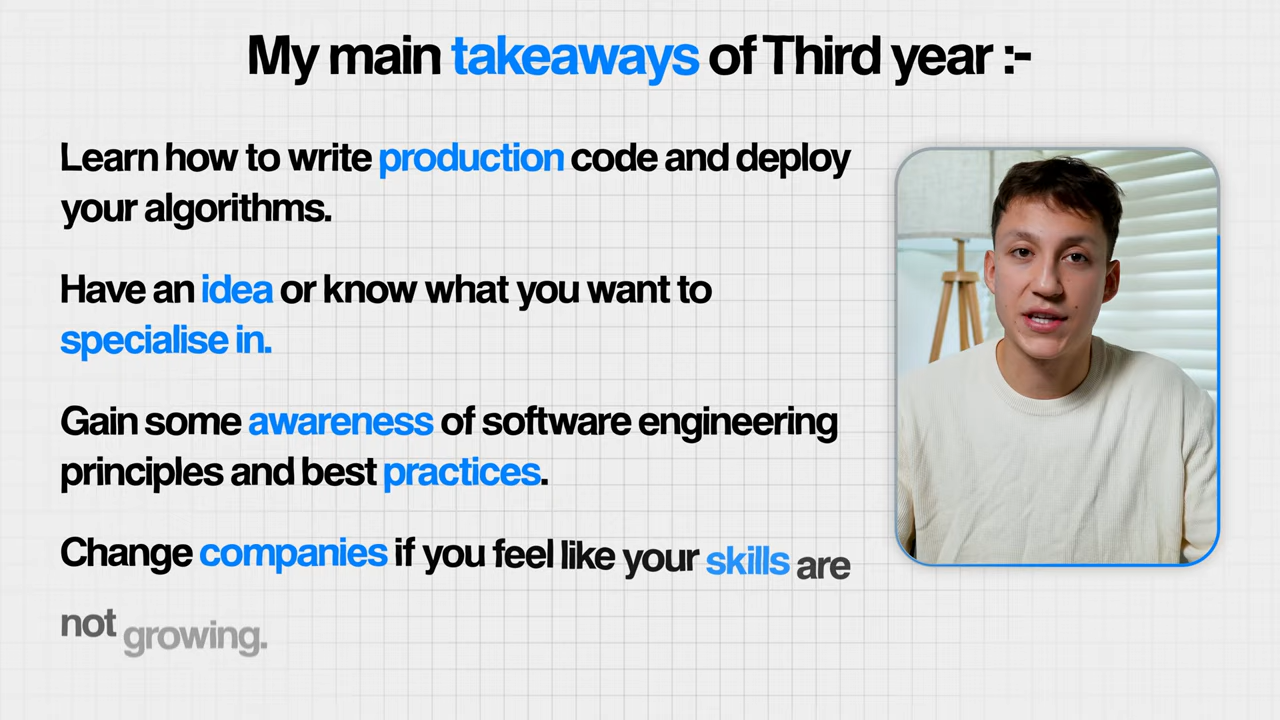 My main takeaways of Third year :-
Learn how to write production code and deploy
your algorithms.
Have an idea or know what you want to
specialise in.
Gain some awareness of software engineering
principles and best practices.
Change companies if you feel like your skills are
not growing.